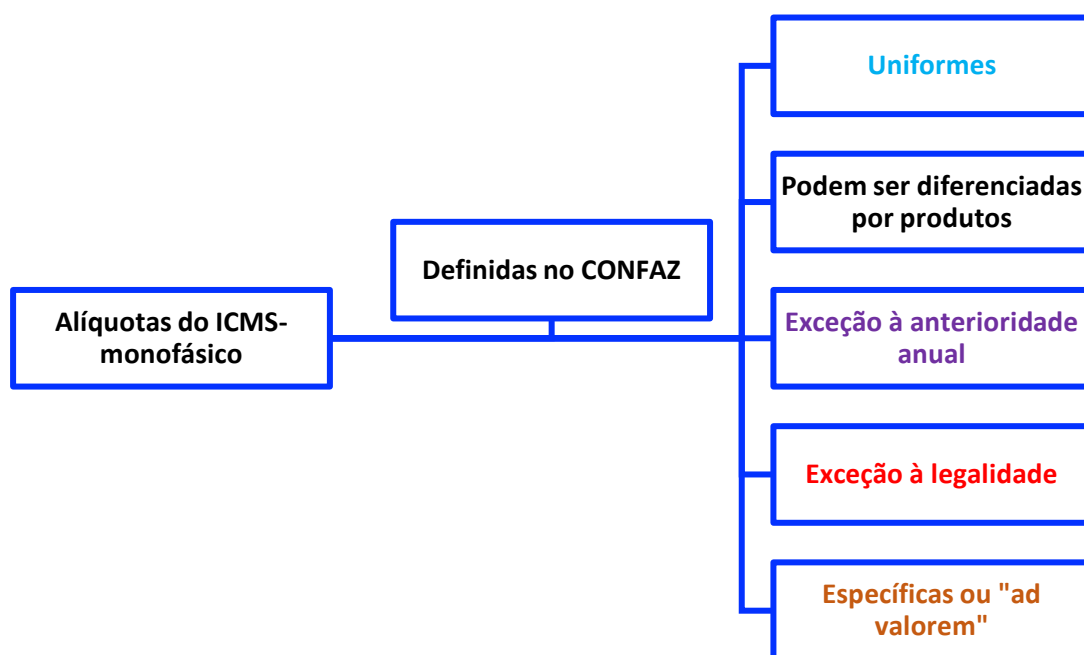 Alíquotas do ICMS-
monofásico
Definidas no CONFAZ
Uniformes
Podem ser diferenciadas
por produtos
Exceção à anterioridade
anual
Exceção à legalidade
Específicas ou "ad
valorem"